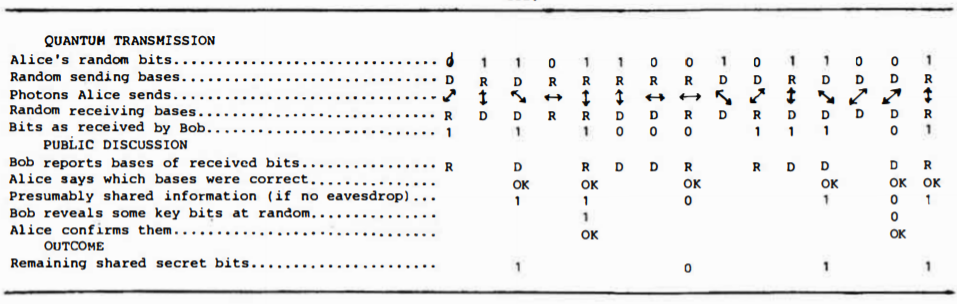 QUANTUM TRANSMISSION
Alice's random bits................................ 0 1 1 0 1 1 0 0 1 0 1 1 0 0 1
Random sending bases............................... D R D R R R R R D D R D D D R
Photons Alice sends................................ ⤢ ↕ ⤡ ↔ ↕ ↕ ↔ ↔ ⤡ ⤢ ↕ ⤡ ⤢ ⤢ ↕
Random receiving bases............................. R D D R R D D R D R D D D D R
Bits as received by Bob............................ 1 1 1 0 0 0 1 1 1 0 1
PUBLIC DISCUSSION
Bob reports bases of received bits................. R D R D D R R D D D R
Alice says which bases were correct................ OK OK OK OK OK OK
Presumably shared information (if no eavesdrop)... 1 1 0 1 0 1
Bob reveals some key bits at random................ 1 0
Alice confirms them................................ OK OK
OUTCOME
Remaining shared secret bits....................... 1 0 1 1